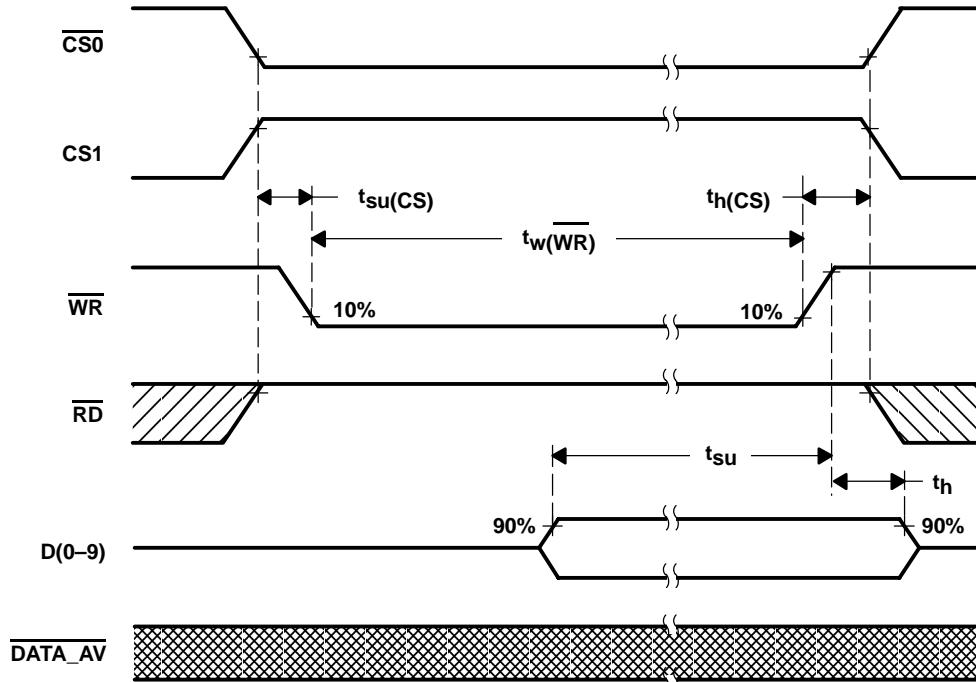 CS0
CS1
tsu(CS)
th(CS)
tw(WR)
WR
10%
10%
RD
tsu
th
90%
90%
D(0–9)
DATA_AV